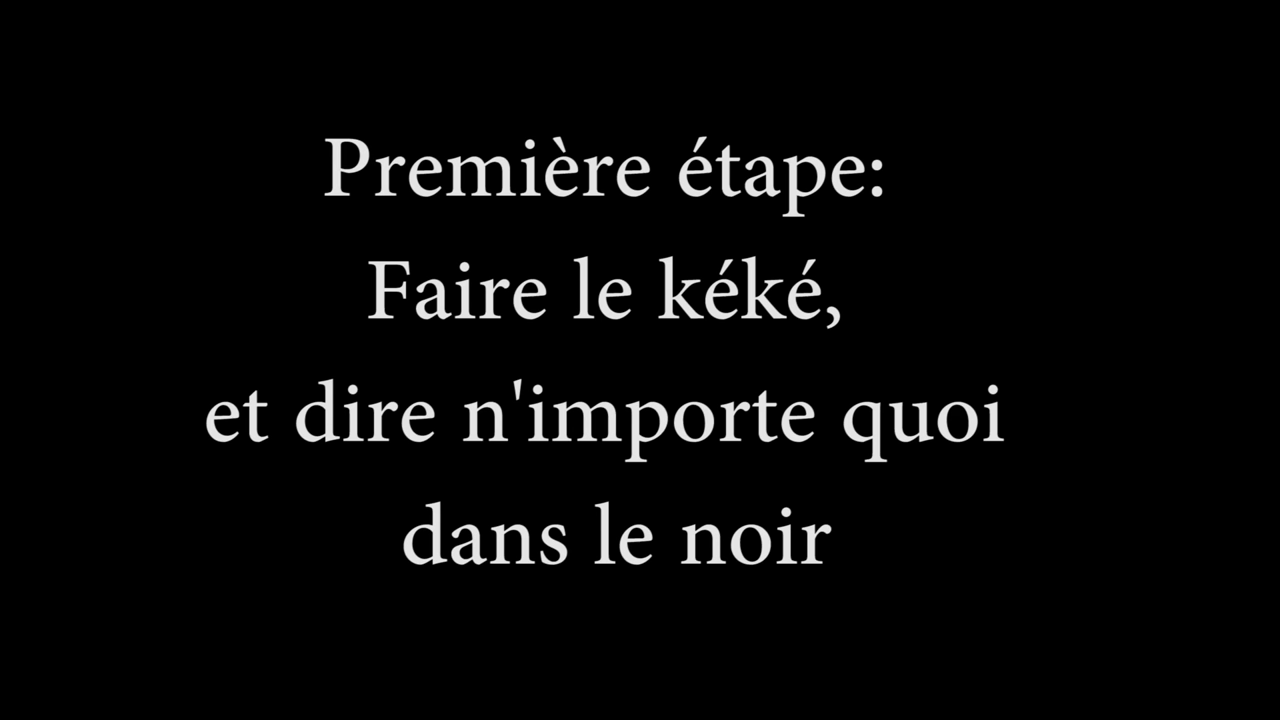 Première étape:
Faire le kéké,
et dire n'importe quoi
dans le noir